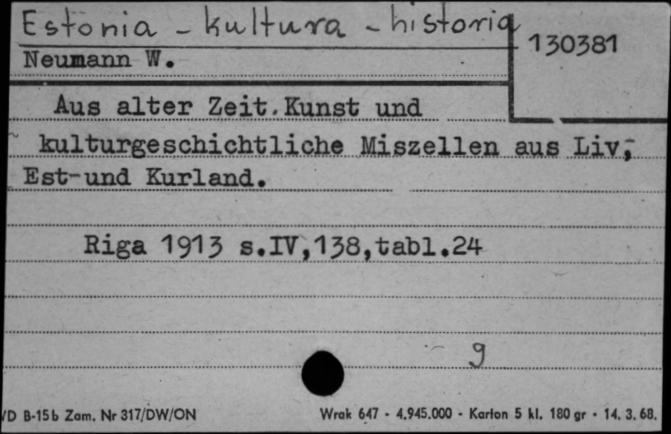 Estonia - kultura - historia
130381
Neumann W.
Aus alter Zeit. Kunst und
kulturgeschichtliche Miszellen aus Liv,-
Est-und Kurland.
Riga 1913 s.IV,138,tabl.24
g
/D B-15b Zam. Nr 317/DW/ON
Wrak 647 - 4.945.000 - Karton 5 kl. 180 gr - 14. 3. 68.